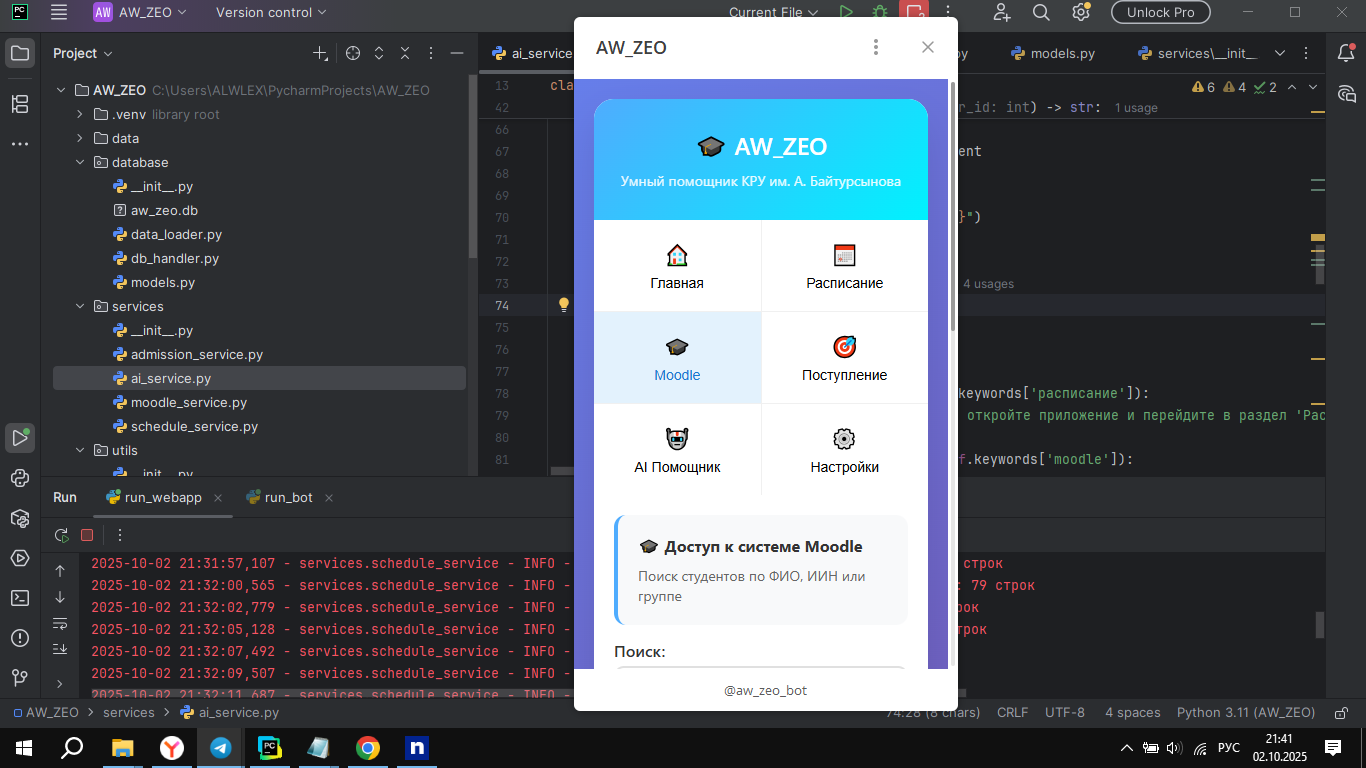 AW_ZEO
Version control
Current File
Unlock Pro
Project
AW_ZEO C:\Users\ALWLEX\PycharmProjects\AW_ZEO
.venv library root
data
database
__init__.py
aw_zeo.db
data_loader.py
db_handler.py
models.py
services
__init__.py
admission_service.py
ai_service.py
moodle_service.py
schedule_service.py
utils
__init__.py
ai_service
py
models.py
services\__init_
6 4 2
13 cla
42 r_id: int) -> str: 1 usage
66
67 ent
68
69
70 }")
71
72
73 4 usages
74
75
76
77
78 keywords['расписание']):
79 откройте приложение и перейдите в раздел 'Рас
80
81 f.keywords['moodle']):
AW_ZEO
🎓 AW_ZEO
Умный помощник КРУ им. А. Байтурсынова
Главная
Расписание
Moodle
Поступление
AI Помощник
Настройки
🎓 Доступ к системе Moodle
Поиск студентов по ФИО, ИИН или
группе
Поиск:
@aw_zeo_bot
Run
run_webapp
run_bot
2025-10-02 21:31:57,107 - services.schedule_service - INFO - строк
2025-10-02 21:32:00,565 - services.schedule_service - INFO - : 79 строк
2025-10-02 21:32:02,779 - services.schedule_service - INFO - рок
2025-10-02 21:32:05,128 - services.schedule_service - INFO - трок
2025-10-02 21:32:07,492 - services.schedule_service - INFO -
2025-10-02 21:32:09,507 - services.schedule_service - INFO -
2025-10-02 21:32:11,687 - services.schedule_service - INFO -
AW_ZEO > services > ai_service.py
74:28 (8 chars) CRLF UTF-8 4 spaces Python 3.11 (AW_ZEO)
РУС
21:41
02.10.2025